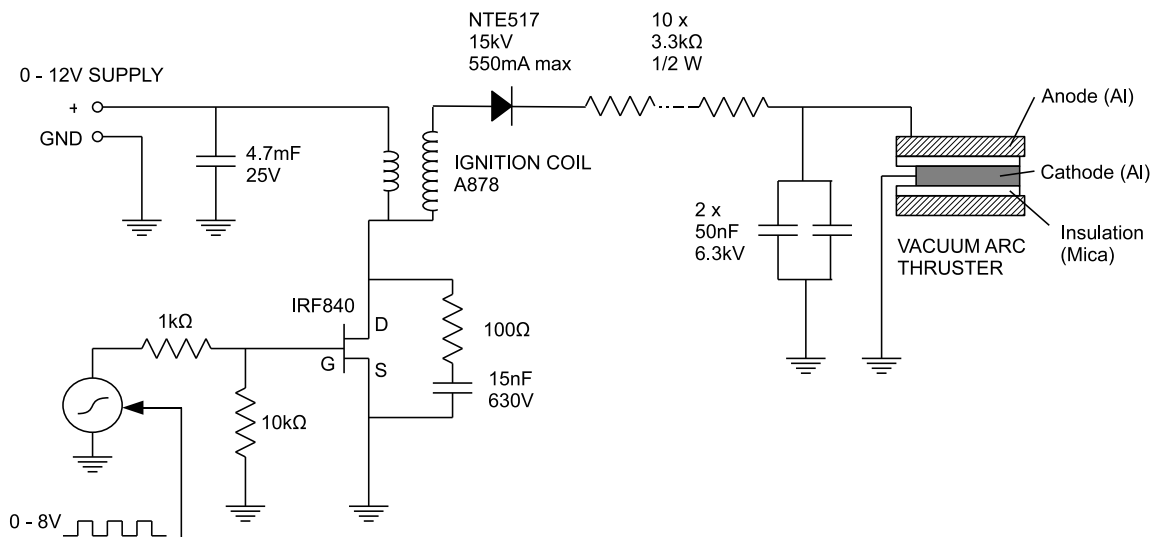 NTE517
15kV
550mA max
10 x
3.3kΩ
1/2 W
0 - 12V SUPPLY
+
GND
4.7mF
25V
IGNITION COIL
A878
Anode (Al)
Cathode (Al)
Insulation
(Mica)
2 x
50nF
6.3kV
VACUUM ARC
THRUSTER
IRF840
1kΩ
D
G
S
100Ω
15nF
630V
10kΩ
0 - 8V